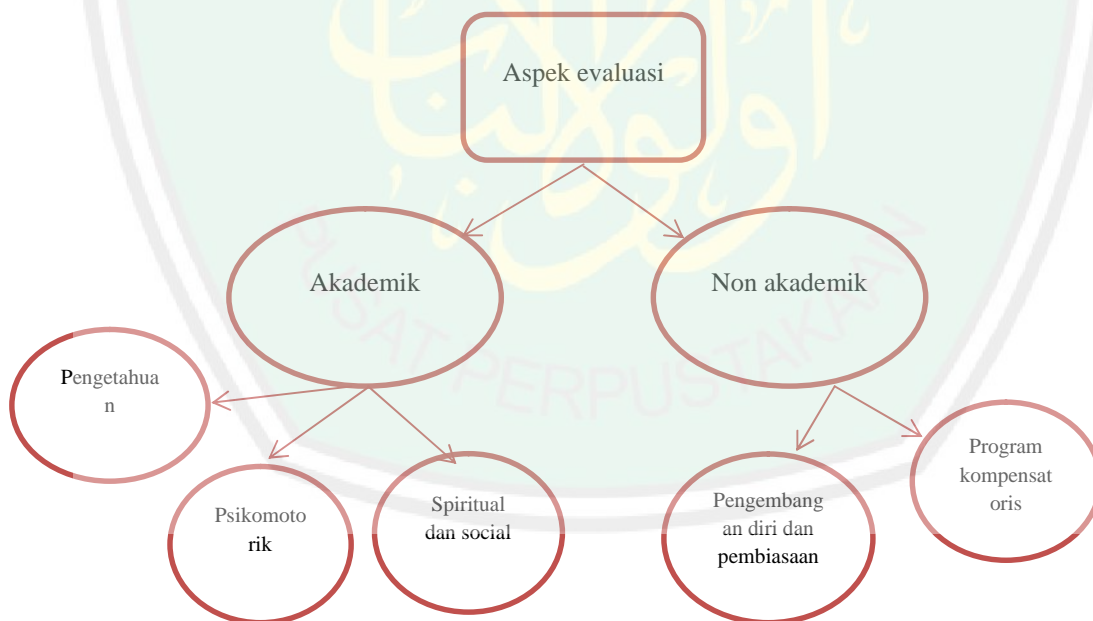 Aspek evaluasi
Akademik
Non akademik
Pengetahua
n
Psikomoto
rik
Spiritual
dan social
Pengembang
an diri dan
pembiasaan
Program
kompensat
oris
PUSAT PERPUSTAKAAN